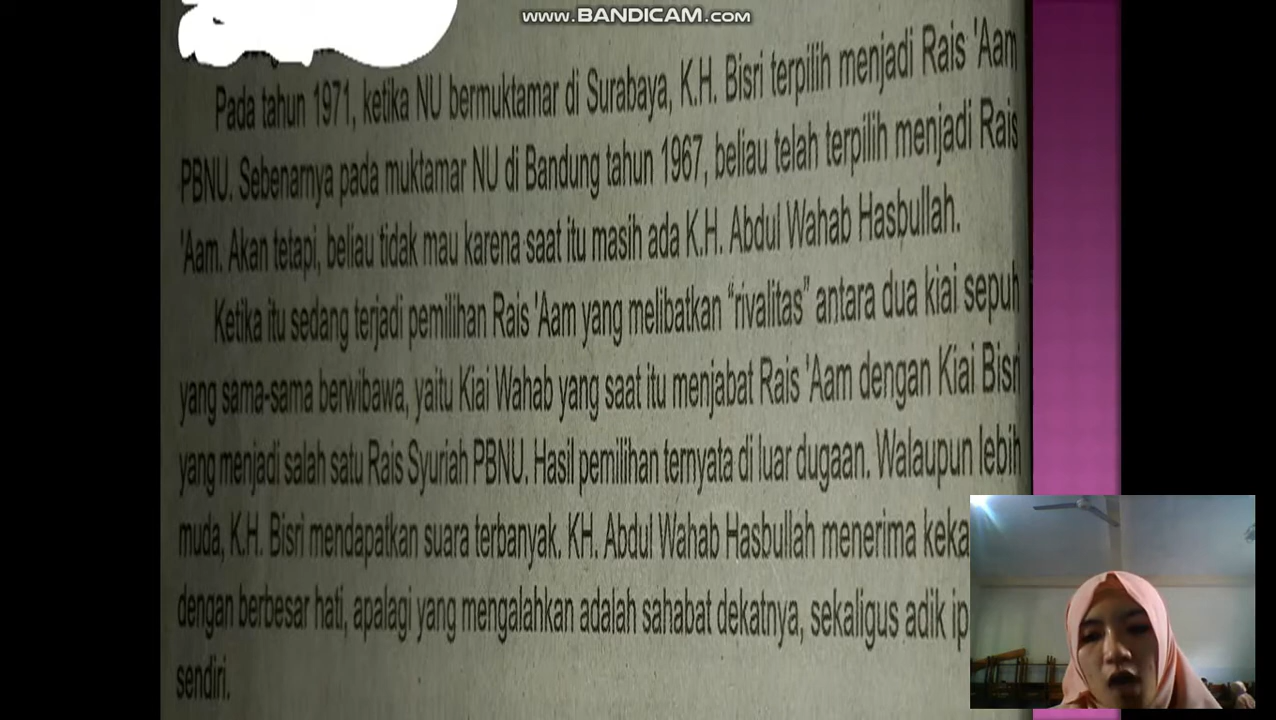 www.BANDICAM.com
Pada tahun 1971, ketika NU bermuktamar di Surabaya, K.H. Bisri terpilih menjadi Rais 'Aam
PBNU. Sebenarnya pada muktamar NU di Bandung tahun 1967, beliau telah terpilih menjadi Rais
'Aam. Akan tetapi, beliau tidak mau karena saat itu masih ada K.H. Abdul Wahab Hasbullah.
Ketika itu sedang terjadi pemilihan Rais 'Aam yang melibatkan “rivalitas” antara dua kiai sepuh
yang sama-sama berwibawa, yaitu Kiai Wahab yang saat itu menjabat Rais 'Aam dengan Kiai Bisri
yang menjadi salah satu Rais Syuriah PBNU. Hasil pemilihan ternyata di luar dugaan. Walaupun lebih
muda, K.H. Bisri mendapatkan suara terbanyak. KH. Abdul Wahab Hasbullah menerima
dengan berbesar hati, apalagi yang mengalahkan adalah sahabat dekatnya, sekaligus adik
sendiri.